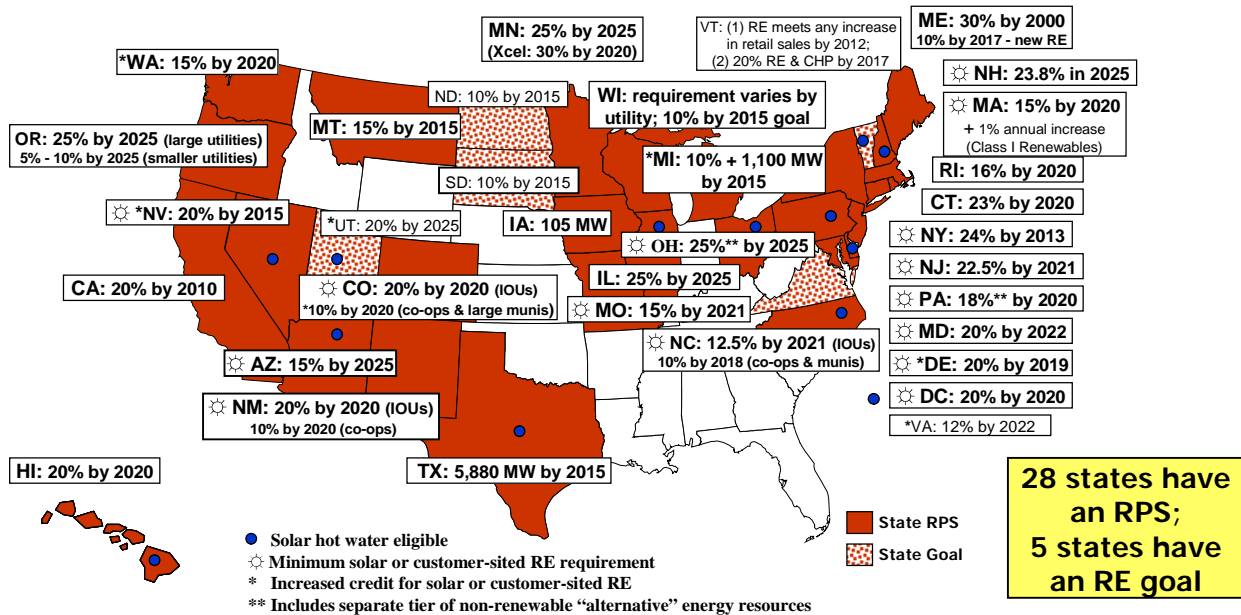 MN: 25% by 2025
(Xcel: 30% by 2020)
VT: (1) RE meets any increase
in retail sales by 2012;
(2) 20% RE & CHP by 2017
ME: 30% by 2000
10% by 2017 - new RE
*WA: 15% by 2020
☼ NH: 23.8% in 2025
ND: 10% by 2015
WI: requirement varies by
utility; 10% by 2015 goal
☼ MA: 15% by 2020
+ 1% annual increase
(Class I Renewables)
OR: 25% by 2025 (large utilities)
5% - 10% by 2025 (smaller utilities)
MT: 15% by 2015
*MI: 10% + 1,100 MW
by 2015
RI: 16% by 2020
SD: 10% by 2015
CT: 23% by 2020
☼ *NV: 20% by 2015
*UT: 20% by 2025
IA: 105 MW
☼ OH: 25%** by 2025
☼ NY: 24% by 2013
CA: 20% by 2010
☼ CO: 20% by 2020 (IOUs)
*10% by 2020 (co-ops & large munis)
IL: 25% by 2025
☼ NJ: 22.5% by 2021
☼ MO: 15% by 2021
☼ PA: 18%** by 2020
☼ NC: 12.5% by 2021 (IOUs)
10% by 2018 (co-ops & munis)
☼ MD: 20% by 2022
☼ AZ: 15% by 2025
☼ *DE: 20% by 2019
☼ NM: 20% by 2020 (IOUs)
10% by 2020 (co-ops)
☼ DC: 20% by 2020
*VA: 12% by 2022
HI: 20% by 2020
TX: 5,880 MW by 2015
28 states have
an RPS;
5 states have
an RE goal
State RPS
State Goal
Solar hot water eligible
☼ Minimum solar or customer-sited RE requirement
* Increased credit for solar or customer-sited RE
** Includes separate tier of non-renewable “alternative” energy resources